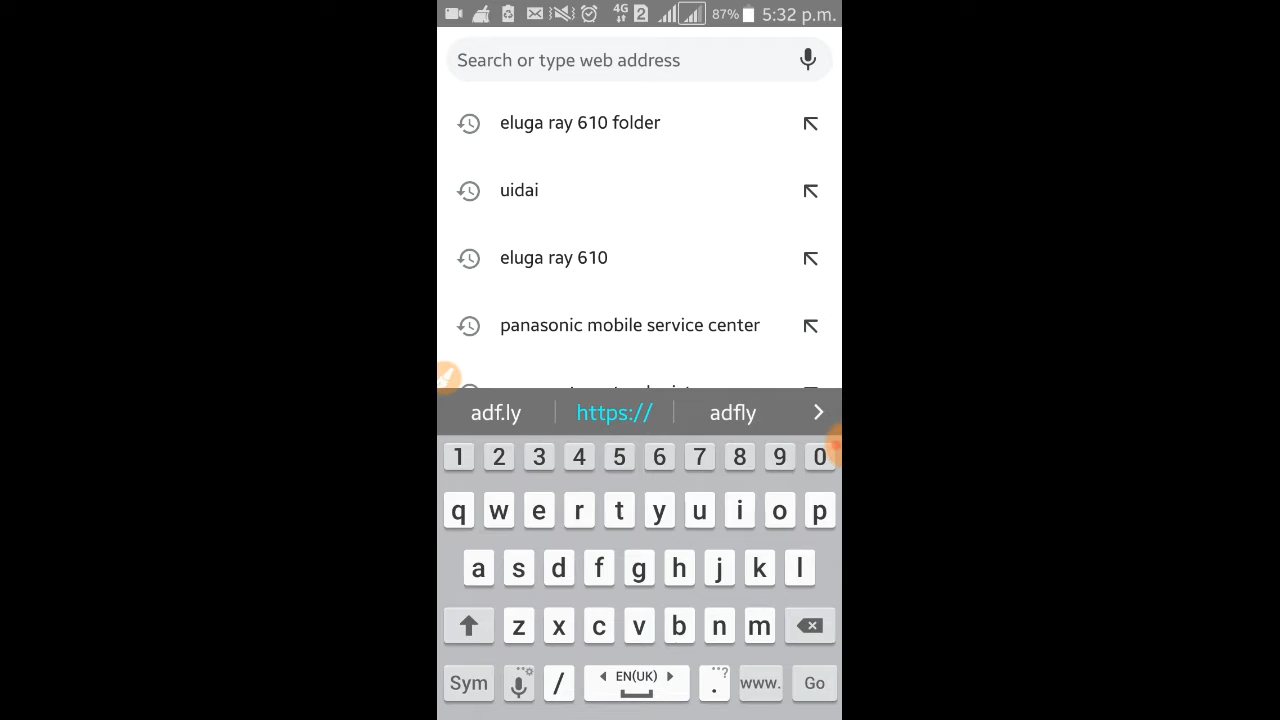 4G 2 87% 5:32 p.m.
Search or type web address
eluga ray 610 folder
uidai
eluga ray 610
panasonic mobile service center
adf.ly https:// adfly
1 2 3 4 5 6 7 8 9 0
q w e r t y u i o p
a s d f g h j k l
z x c v b n m
Sym / EN(UK) . ? www. Go